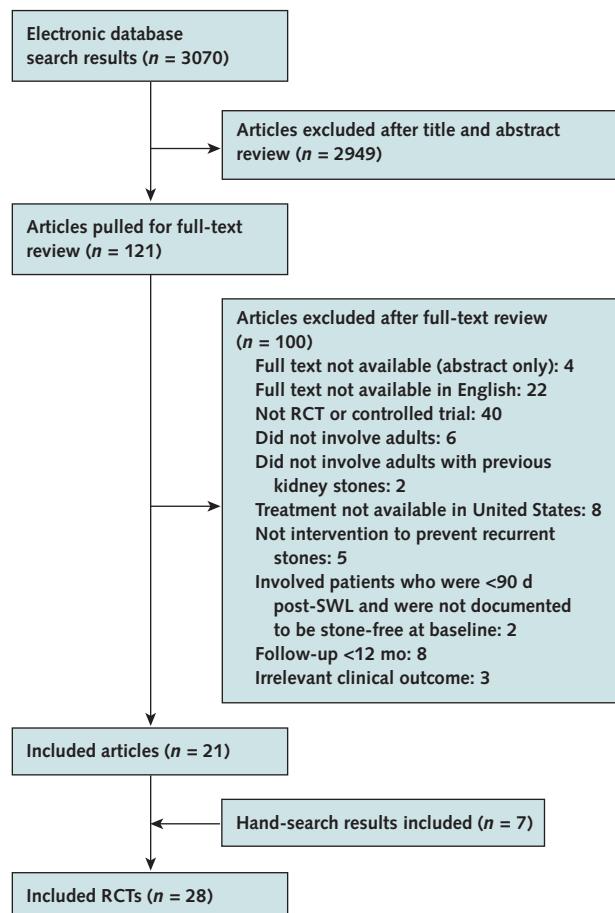 Electronic database
search results (n = 3070)
Articles excluded after title and abstract
review (n = 2949)
Articles pulled for full-text
review (n = 121)
Articles excluded after full-text review
(n = 100)
Full text not available (abstract only): 4
Full text not available in English: 22
Not RCT or controlled trial: 40
Did not involve adults: 6
Did not involve adults with previous
kidney stones: 2
Treatment not available in United States: 8
Not intervention to prevent recurrent
stones: 5
Involved patients who were <90 d
post-SWL and were not documented
to be stone-free at baseline: 2
Follow-up <12 mo: 8
Irrelevant clinical outcome: 3
Included articles (n = 21)
Hand-search results included (n = 7)
Included RCTs (n = 28)